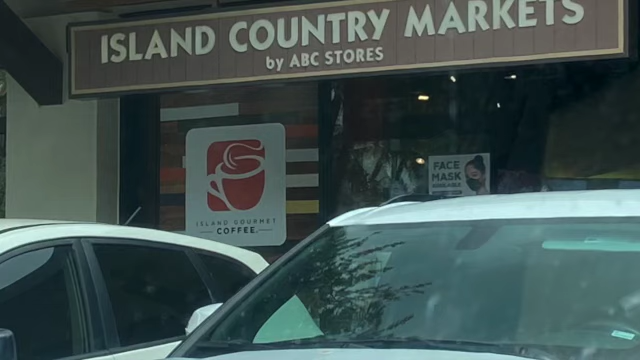 ISLAND COUNTRY MARKETS
by ABC STORES
ISLAND GOURMET
COFFEE.
FACE
MASK
AVAILABLE